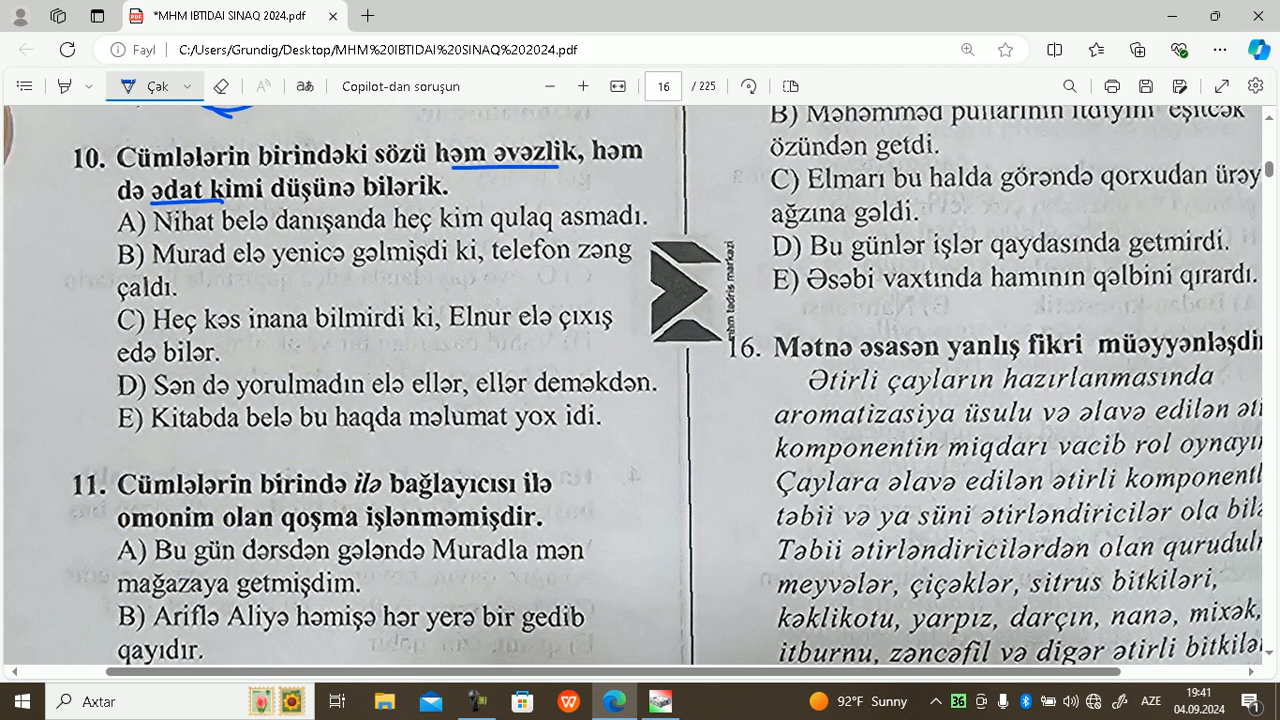 *MHM IBTIDAI SINAQ 2024.pdf
Fayl
C:/Users/Grundig/Desktop/MHM%20IBTIDAI%20SINAQ%202024.pdf
Çək
Copilot-dan soruşun
16 / 225
10. Cümlələrin birindəki sözü həm əvəzlik, həm
də ədat kimi düşünə bilərik.
A) Nihat belə danışanda heç kim qulaq asmadı.
B) Murad elə yenicə gəlmişdi ki, telefon zəng
çaldı.
C) Heç kəs inana bilmirdi ki, Elnur elə çıxış
edə bilər.
D) Sən də yorulmadın elə ellər, ellər deməkdən.
E) Kitabda belə bu haqda məlumat yox idi.
11. Cümlələrin birində ilə bağlayıcısı ilə
omonim olan qoşma işlənməmişdir.
A) Bu gün dərsdən gələndə Muradla mən
mağazaya getmişdim.
B) Ariflə Aliyə həmişə hər yerə bir gedib
qayıdır.
mhm tədris mərkəzi
B) Məhəmməd pullarının itdiyini eşitcək
özündən getdi.
C) Elmarı bu halda görəndə qorxudan ürəy
ağzına gəldi.
D) Bu günlər işlər qaydasında getmirdi.
E) Əsəbi vaxtında hamının qəlbini qırardı.
16. Mətnə əsasən yanlış fikri müəyyənləşdi
Ətirli çayların hazırlanmasında
aromatizasiya üsulu və əlavə edilən əti
komponentin miqdarı vacib rol oynayır
Çaylara əlavə edilən ətirli komponentl
təbii və ya süni ətirləndiricilər ola bilə
Təbii ətirləndiricilərdən olan qurudulm
meyvələr, çiçəklər, sitrus bitkiləri,
kəklikotu, yarpız, darçın, nanə, mixək,
itburnu, zəncəfil və digər ətirli bitkilə
Axtar
92°F Sunny
36
AZE
19:41
04.09.2024
1